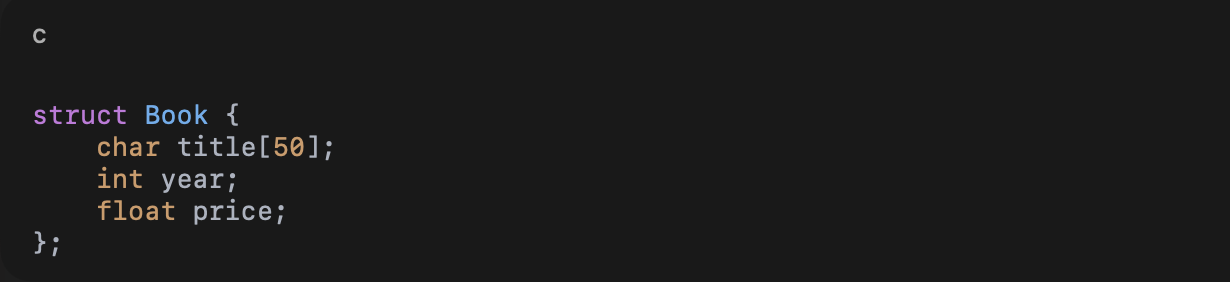 c
struct Book {
    char title[50];
    int year;
    float price;
};